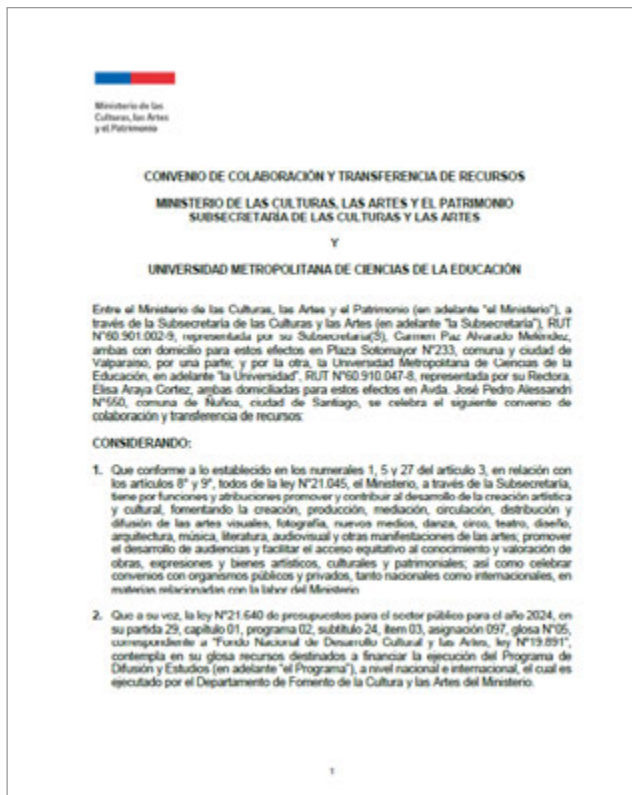 Ministerio de las
Culturas, las Artes
y el Patrimonio
CONVENIO DE COLABORACIÓN Y TRANSFERENCIA DE RECURSOS
MINISTERIO DE LAS CULTURAS, LAS ARTES Y EL PATRIMONIO
SUBSECRETARÍA DE LAS CULTURAS Y LAS ARTES
Y
UNIVERSIDAD METROPOLITANA DE CIENCIAS DE LA EDUCACIÓN
Entre el Ministerio de las Culturas, las Artes y el Patrimonio (en adelante "el Ministerio"), a
través de la Subsecretaría de las Culturas y las Artes (en adelante "la Subsecretaría"), RUT
N°60.901.002-9, representada por su Subsecretaria(S), Carmen Paz Alvarado Meléndez,
ambas con domicilio para estos efectos en Plaza Sotomayor N°233, comuna y ciudad de
Valparaíso, por una parte; y por la otra, la Universidad Metropolitana de Ciencias de la
Educación, en adelante "la Universidad", RUT N°60.910.047-8, representada por su Rectora,
Elisa Araya Cortez, ambas domiciliadas para estos efectos en Avda. José Pedro Alessandri
N°550, comuna de Ñuñoa, ciudad de Santiago, se celebra el siguiente convenio de
colaboración y transferencia de recursos:
CONSIDERANDO:
1. Que conforme a lo establecido en los numerales 1, 5 y 27 del artículo 3, en relación con
los artículos 8° y 9°, todos de la ley N°21.045, el Ministerio, a través de la Subsecretaría,
tiene por funciones y atribuciones promover y contribuir al desarrollo de la creación artística
y cultural, fomentando la creación, producción, mediación, circulación, distribución y
difusión de las artes visuales, fotografía, nuevos medios, danza, circo, teatro, diseño,
arquitectura, música, literatura, audiovisual y otras manifestaciones de las artes; promover
el desarrollo de audiencias y facilitar el acceso equitativo al conocimiento y valoración de
obras, expresiones y bienes artísticos, culturales y patrimoniales; así como celebrar
convenios con organismos públicos y privados, tanto nacionales como internacionales, en
materias relacionadas con la labor del Ministerio.
2. Que a su vez, la ley N°21.640 de presupuestos para el sector público para el año 2024, en
su partida 29, capítulo 01, programa 02, subtítulo 24, ítem 03, asignación 097, glosa N°05,
correspondiente a "Fondo Nacional de Desarrollo Cultural y las Artes, ley N°19.891",
contempla en su glosa recursos destinados a financiar la ejecución del Programa de
Difusión y Estudios (en adelante "el Programa"), a nivel nacional e internacional, el cual es
ejecutado por el Departamento de Fomento de la Cultura y las Artes del Ministerio.
1